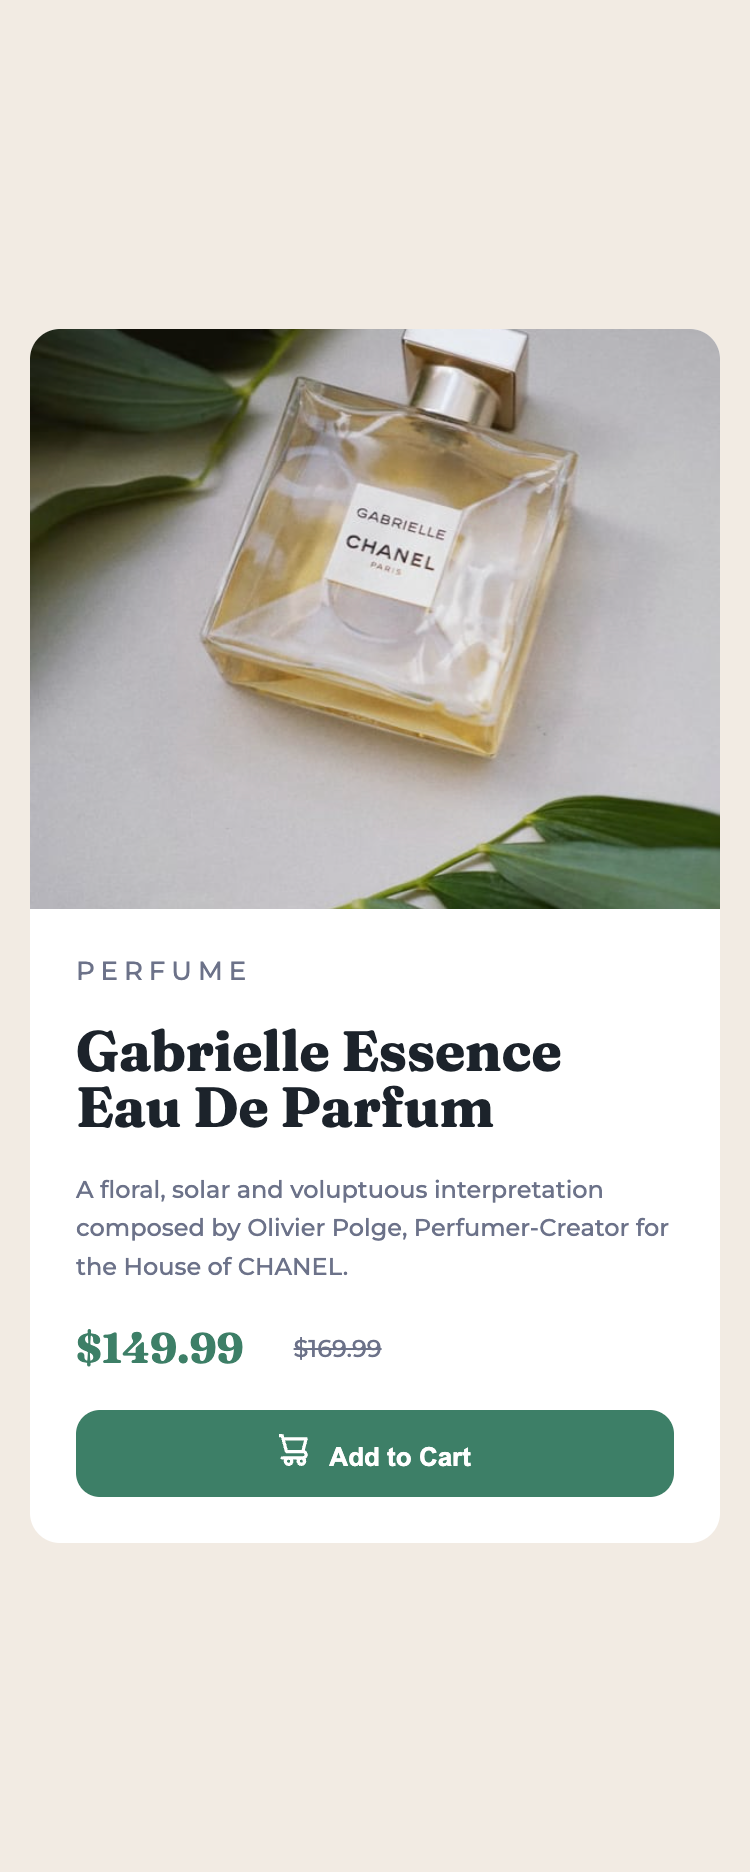 GABRIELLE
CHANEL
PARIS
PERFUME
Gabrielle Essence
Eau De Parfum
A floral, solar and voluptuous interpretation
composed by Olivier Polge, Perfumer-Creator for
the House of CHANEL.
$149.99 $169.99
Add to Cart